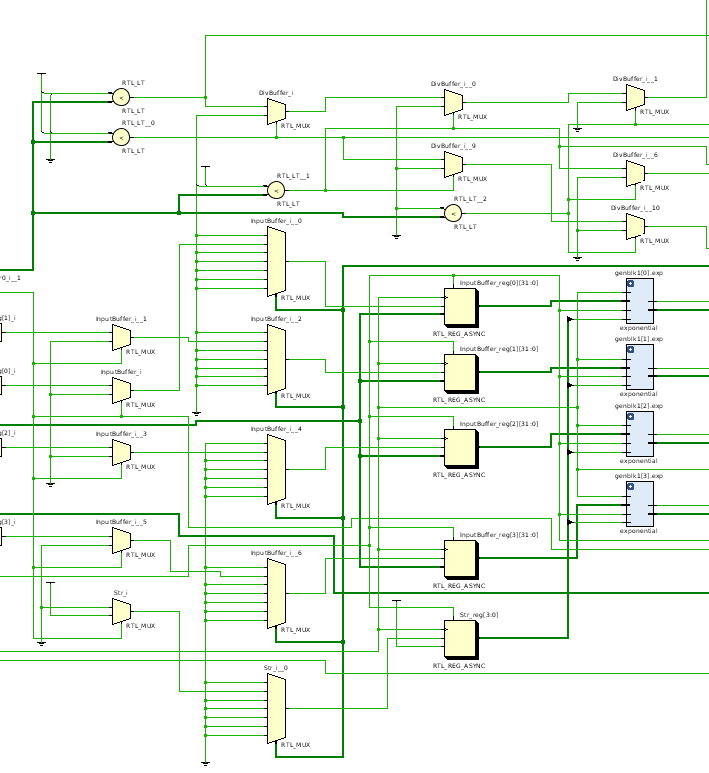 RTL_LT
RTL_LT
RTL_LT__0
RTL_LT
DivBuffer_i
RTL_MUX
DivBuffer_i__0
RTL_MUX
DivBuffer_i__1
RTL_MUX
DivBuffer_i__9
RTL_MUX
DivBuffer_i__6
RTL_MUX
RTL_LT__1
RTL_LT
RTL_LT__2
RTL_LT
DivBuffer_i__10
RTL_MUX
InputBuffer_i__0
RTL_MUX
r0_i__1
InputBuffer_reg[0][31:0]
RTL_REG_ASYNC
genblk1[0].exp
exponential
g[1]_i
InputBuffer_i__1
RTL_MUX
InputBuffer_i__2
RTL_MUX
InputBuffer_reg[1][31:0]
RTL_REG_ASYNC
genblk1[1].exp
exponential
g[0]_i
InputBuffer_i
RTL_MUX
InputBuffer_reg[2][31:0]
RTL_REG_ASYNC
genblk1[2].exp
exponential
g[2]_i
InputBuffer_i__3
RTL_MUX
InputBuffer_i__4
RTL_MUX
genblk1[3].exp
exponential
g[3]_i
InputBuffer_i__5
RTL_MUX
InputBuffer_i__6
RTL_MUX
InputBuffer_reg[3][31:0]
RTL_REG_ASYNC
Str_i
RTL_MUX
Str_reg[3:0]
RTL_REG_ASYNC
Str_i__0
RTL_MUX